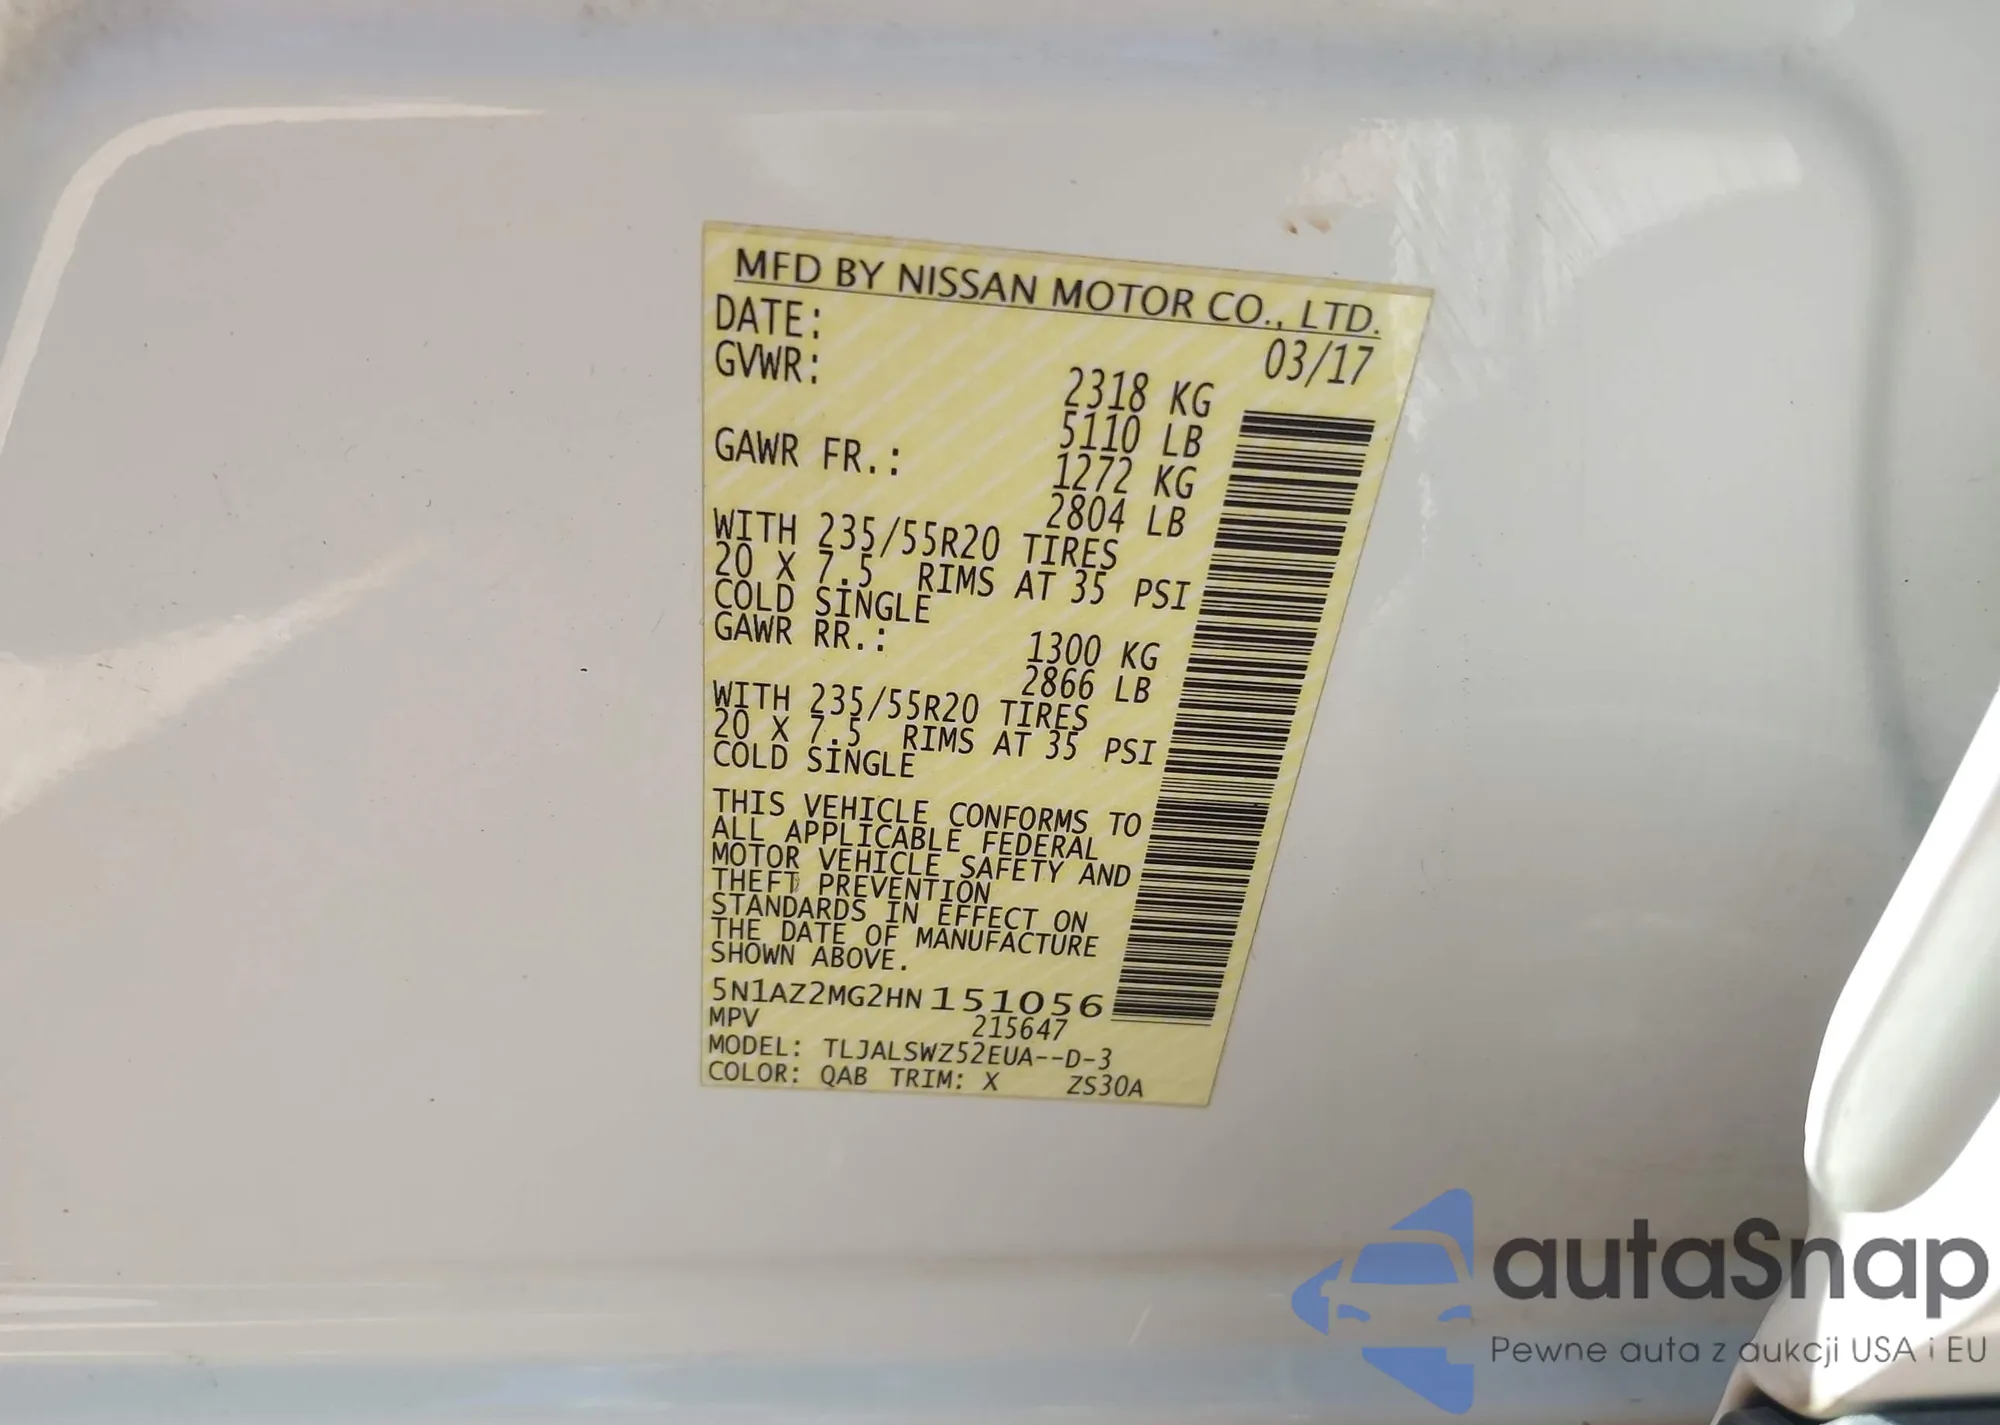 MFD BY NISSAN MOTOR CO., LTD.
DATE: 03/17
GVWR: 2318 KG
5110 LB
GAWR FR.: 1272 KG
2804 LB
WITH 235/55R20 TIRES
20 X 7.5 RIMS AT 35 PSI
COLD SINGLE
GAWR RR.: 1300 KG
2866 LB
WITH 235/55R20 TIRES
20 X 7.5 RIMS AT 35 PSI
COLD SINGLE
THIS VEHICLE CONFORMS TO
ALL APPLICABLE FEDERAL
MOTOR VEHICLE SAFETY AND
THEFT PREVENTION
STANDARDS IN EFFECT ON
THE DATE OF MANUFACTURE
SHOWN ABOVE.
5N1AZ2MG2HN151056
MPV 215647
MODEL: TLJALSWZ52EUA--D-3
COLOR: QAB TRIM: X ZS30A
autaSnap
Pewne auta z aukcji USA i EU